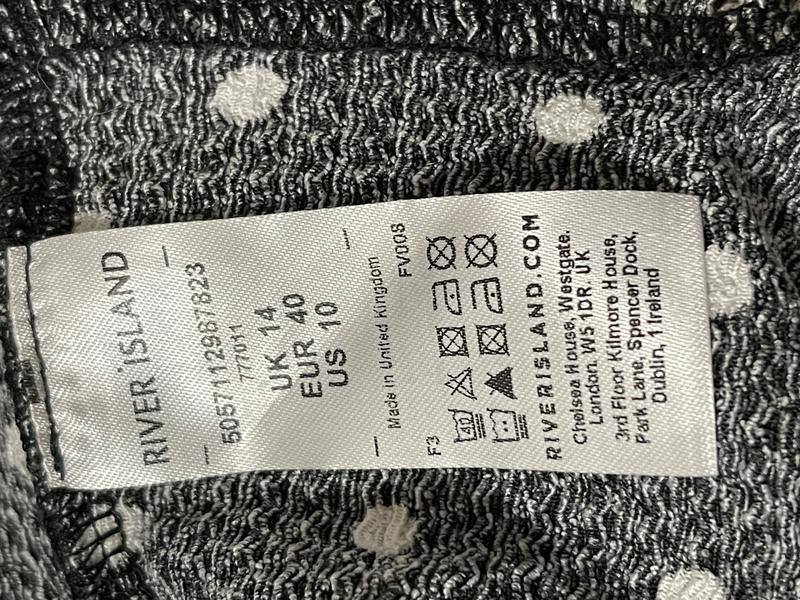 RIVER ISLAND
5057112987823
777011
UK 14
EUR 40
US 10
Made in United Kingdom
FV008
F3
40
RIVERISLAND.COM
Chelsea House, Westgate.
London. W5 1DR. UK
3rd Floor Kilmore House,
Park Lane, Spencer Dock,
Dublin, 1 Ireland